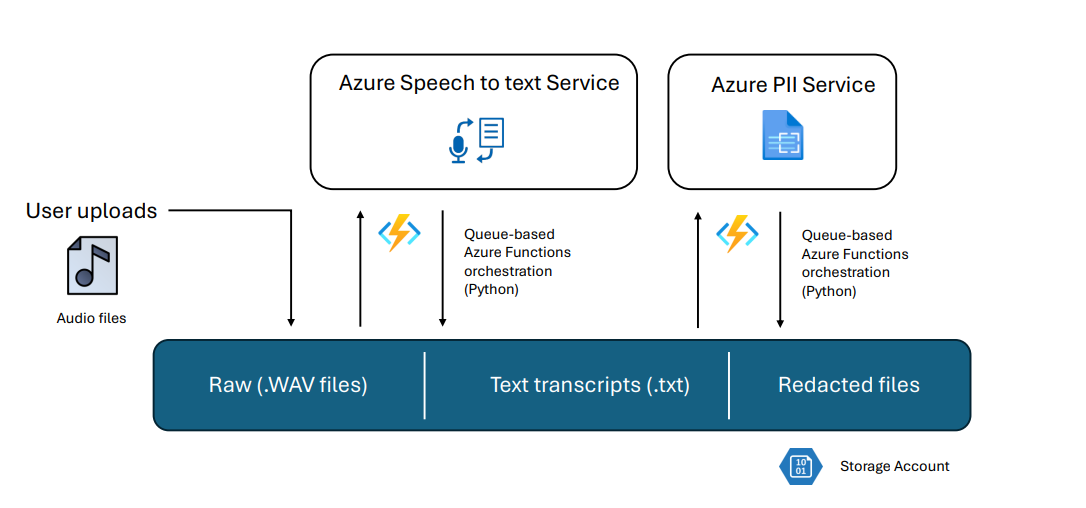 Azure Speech to text Service
Azure PII Service
User uploads
Audio files
Queue-based
Azure Functions
orchestration
(Python)
Queue-based
Azure Functions
orchestration
(Python)
Raw (.WAV files)
Text transcripts (.txt)
Redacted files
10
01
Storage Account